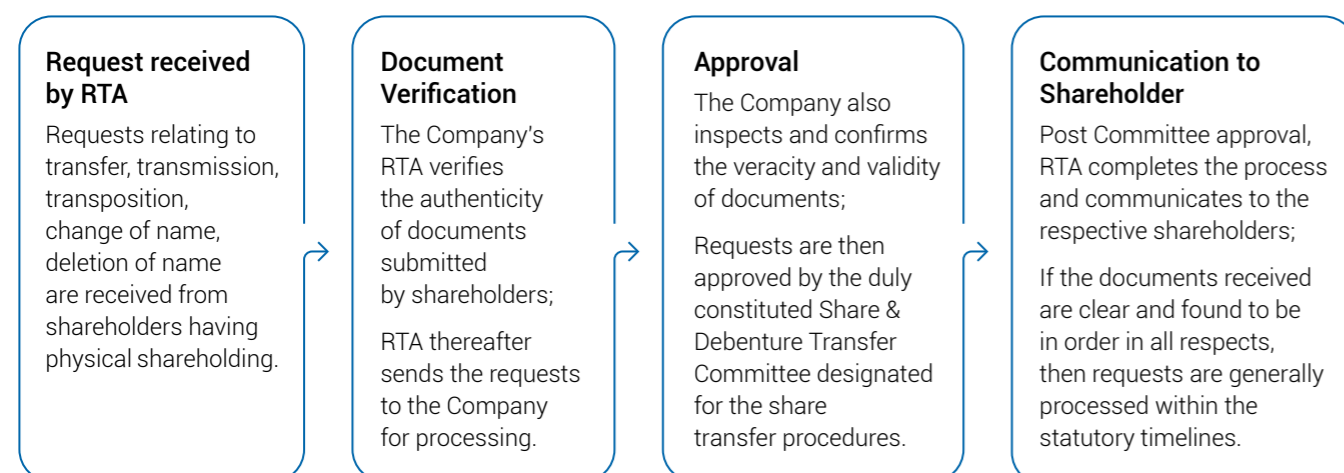 Request received
by RTA
Requests relating to
transfer, transmission,
transposition,
change of name,
deletion of name
are received from
shareholders having
physical shareholding.
Document
Verification
The Company's
RTA verifies
the authenticity
of documents
submitted
by shareholders;
RTA thereafter
sends the requests
to the Company
for processing.
Approval
The Company also
inspects and confirms
the veracity and validity
of documents;
Requests are then
approved by the duly
constituted Share &
Debenture Transfer
Committee designated
for the share
transfer procedures.
Communication to
Shareholder
Post Committee approval,
RTA completes the process
and communicates to the
respective shareholders;
If the documents received
are clear and found to be
in order in all respects,
then requests are generally
processed within the
statutory timelines.